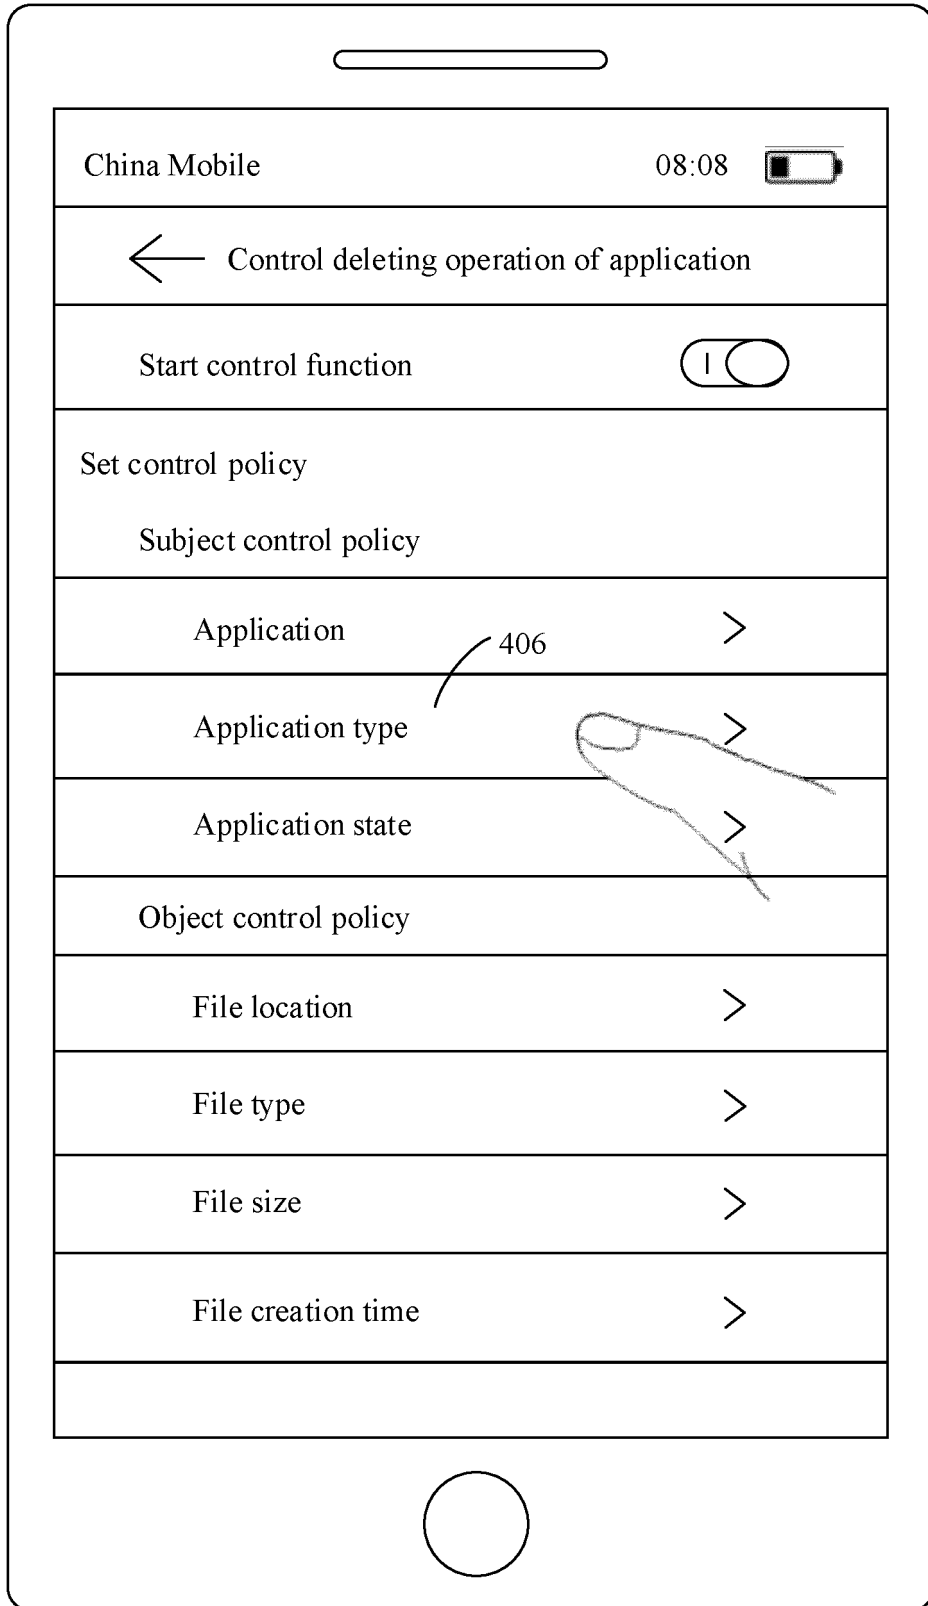 China Mobile 08:08
Control deleting operation of application
Start control function
Set control policy
Subject control policy
Application
406
Application type
Application state
Object control policy
File location
File type
File size
File creation time